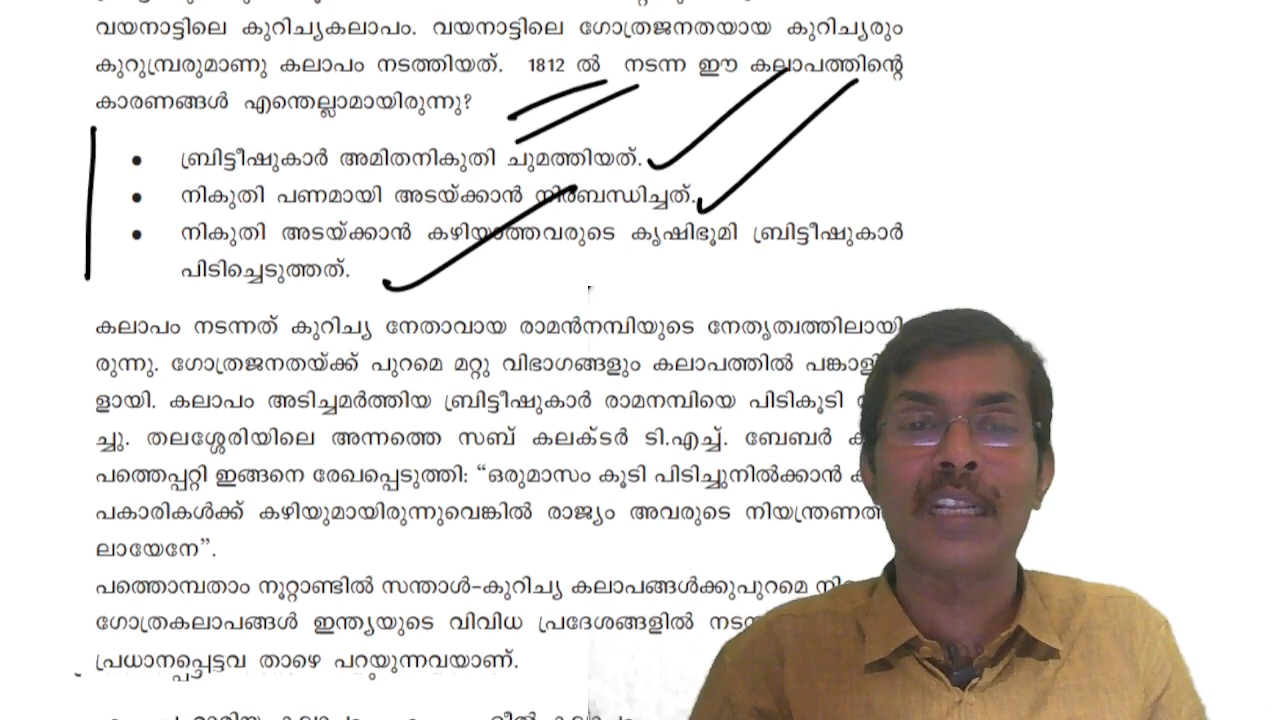 വയനാട്ടിലെ കുറിച്യകലാപം. വയനാട്ടിലെ ഗോത്രജനതയായ കുറിച്യരും
കുറുമ്പരുമാണു കലാപം നടത്തിയത്. 1812 ൽ നടന്ന ഈ കലാപത്തിന്റെ
കാരണങ്ങൾ എന്തെല്ലാമായിരുന്നു?
• ബ്രിട്ടീഷുകാർ അമിതനികുതി ചുമത്തിയത്.
• നികുതി പണമായി അടയ്ക്കാൻ നിർബന്ധിച്ചത്.
• നികുതി അടയ്ക്കാൻ കഴിയാത്തവരുടെ കൃഷിഭൂമി ബ്രിട്ടീഷുകാർ
പിടിച്ചെടുത്തത്.
കലാപം നടന്നത് കുറിച്യ നേതാവായ രാമൻനമ്പിയുടെ നേതൃത്വത്തിലായി
രുന്നു. ഗോത്രജനതയ്ക്ക് പുറമെ മറ്റു വിഭാഗങ്ങളും കലാപത്തിൽ
ളായി. കലാപം അടിച്ചമർത്തിയ ബ്രിട്ടീഷുകാർ രാമനമ്പിയെ പിടികൂടി
ച്ചു. തലശ്ശേരിയിലെ അന്നത്തെ സബ് കലക്ടർ ടി.എച്ച്. ബേബർ
പത്തെപ്പറ്റി ഇങ്ങനെ രേഖപ്പെടുത്തി: “ഒരുമാസം കൂടി പിടിച്ചുനിൽക്കാൻ
പകാരികൾക്ക് കഴിയുമായിരുന്നുവെങ്കിൽ രാജ്യം അവരുടെ
ലായേനേ”.
പത്തൊമ്പതാം നൂറ്റാണ്ടിൽ സന്താൾ-കുറിച്യ കലാപങ്ങൾക്കുപുറമെ
ഗോത്രകലാപങ്ങൾ ഇന്ത്യയുടെ വിവിധ പ്രദേശങ്ങളിൽ
പ്രധാനപ്പെട്ടവ താഴെ പറയുന്നവയാണ്.